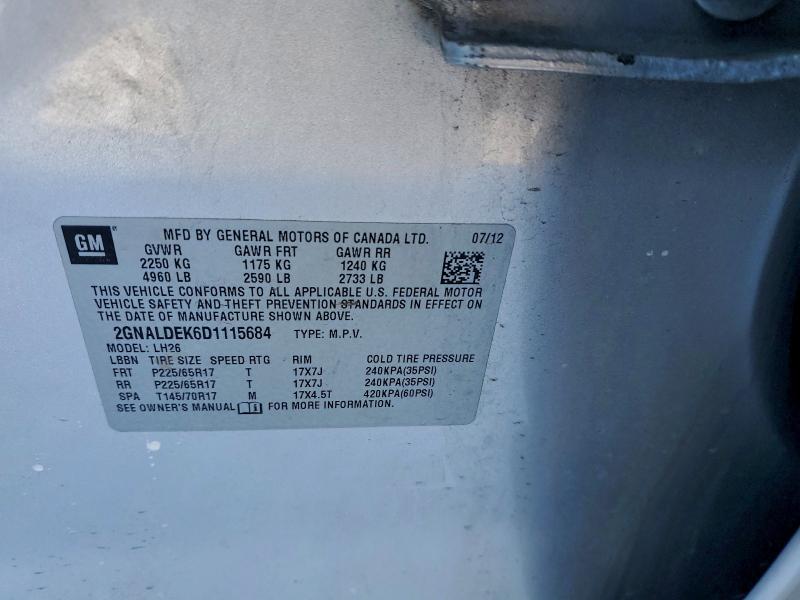 GM
MFD BY GENERAL MOTORS OF CANADA LTD. 07/12
GVWR GAWR FRT GAWR RR
2250 KG 1175 KG 1240 KG
4960 LB 2590 LB 2733 LB
THIS VEHICLE CONFORMS TO ALL APPLICABLE U.S. FEDERAL MOTOR
VEHICLE SAFETY AND THEFT PREVENTION STANDARDS IN EFFECT ON
THE DATE OF MANUFACTURE SHOWN ABOVE.
2GNALDEK6D1115684 TYPE: M.P.V.
MODEL: LH26
LBBN TIRE SIZE SPEED RTG RIM COLD TIRE PRESSURE
FRT P225/65R17 T 17X7J 240KPA(35PSI)
RR P225/65R17 T 17X7J 240KPA(35PSI)
SPA T145/70R17 M 17X4.5T 420KPA(60PSI)
SEE OWNER'S MANUAL FOR MORE INFORMATION.